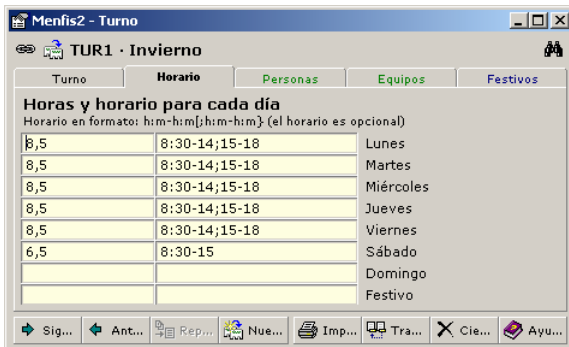 Menfis2 - Turno
TUR1 · Invierno
Turno Horario Personas Equipos Festivos
Horas y horario para cada día
Horario en formato: h:m-h:m[;h:m-h:m} (el horario es opcional)
8,5 8:30-14;15-18 Lunes
8,5 8:30-14;15-18 Martes
8,5 8:30-14;15-18 Miércoles
8,5 8:30-14;15-18 Jueves
8,5 8:30-14;15-18 Viernes
6,5 8:30-15 Sábado
Domingo
Festivo
Sig... Ant... Rep... Nue... Imp... Tra... Cie... Ayu...